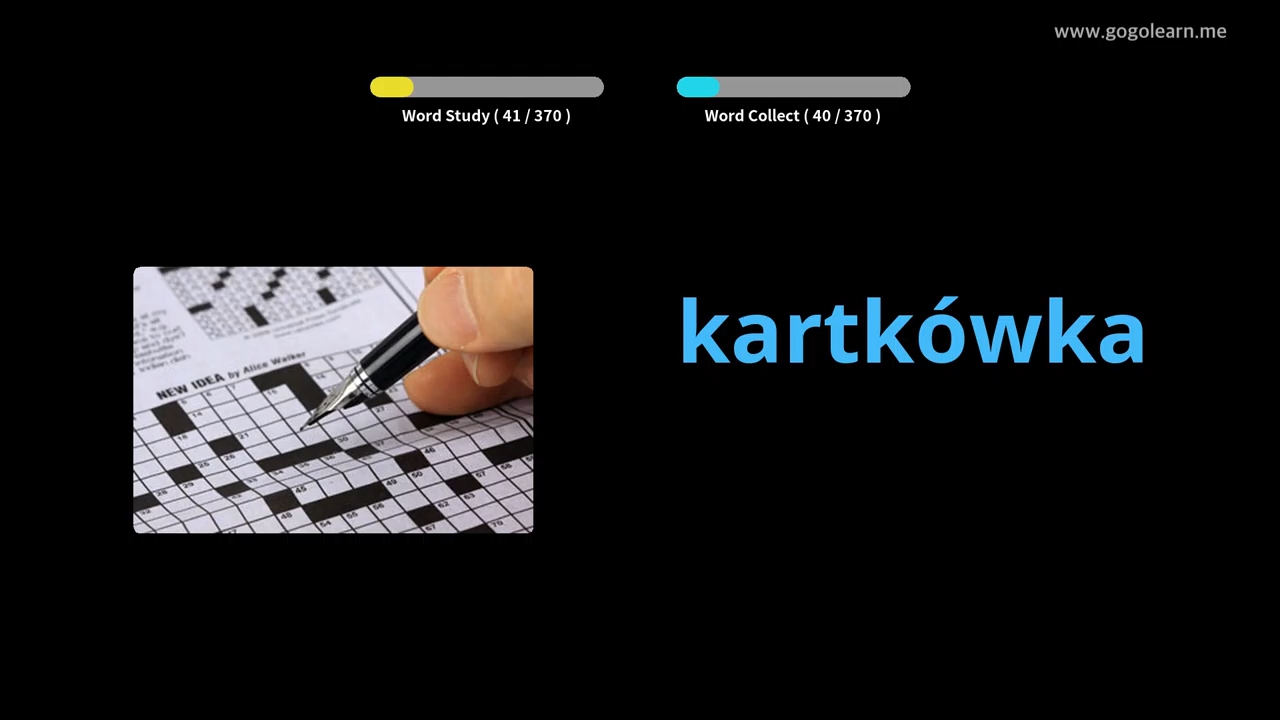 www.gogolearn.me
Word Study ( 41 / 370 )
Word Collect ( 40 / 370 )
kartkówka
NEW IDEA by Alice Walker